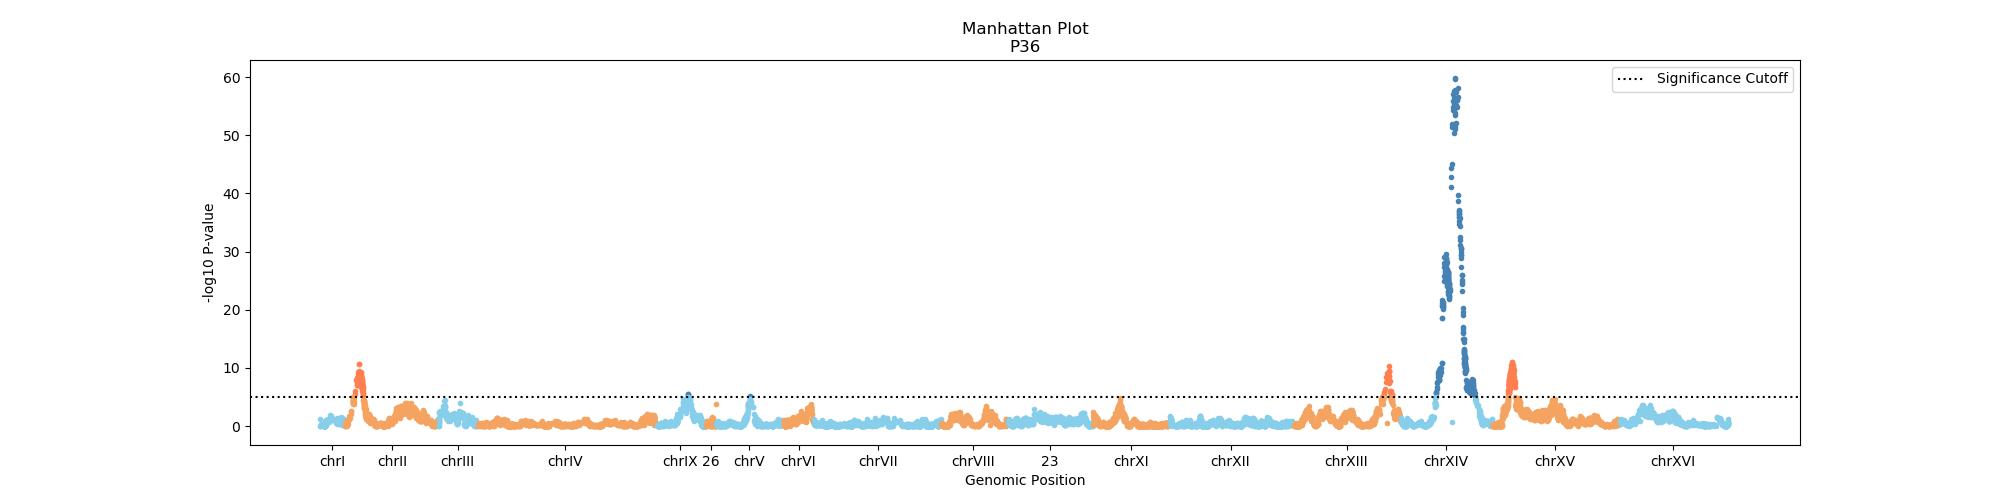 Manhattan Plot
P36
Significance Cutoff
60
50
40
30
20
10
0
-log10 P-value
chrI chrII chrIII chrIV chrIX 26 chrV chrVI chrVII chrVIII 23 chrXI chrXII chrXIII chrXIV chrXV chrXVI
Genomic Position